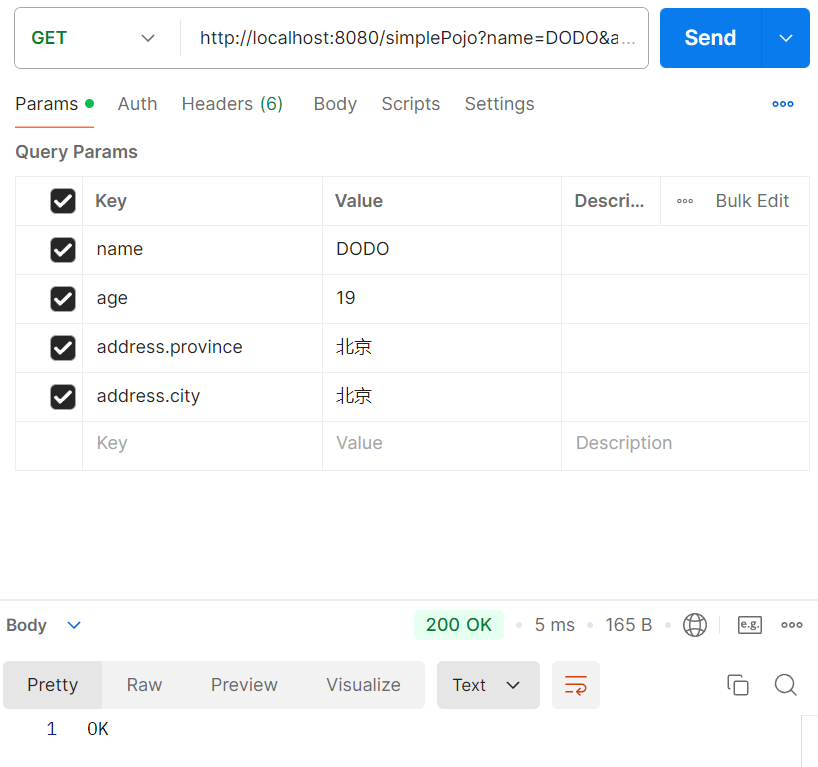 GET http://localhost:8080/simplePojo?name=DODO&a... Send
Params Auth Headers (6) Body Scripts Settings
Query Params
Key Value Descri... Bulk Edit
name DODO
age 19
address.province 北京
address.city 北京
Key Value Description
Body 200 OK 5 ms 165 B e.g.
Pretty Raw Preview Visualize Text
1 OK